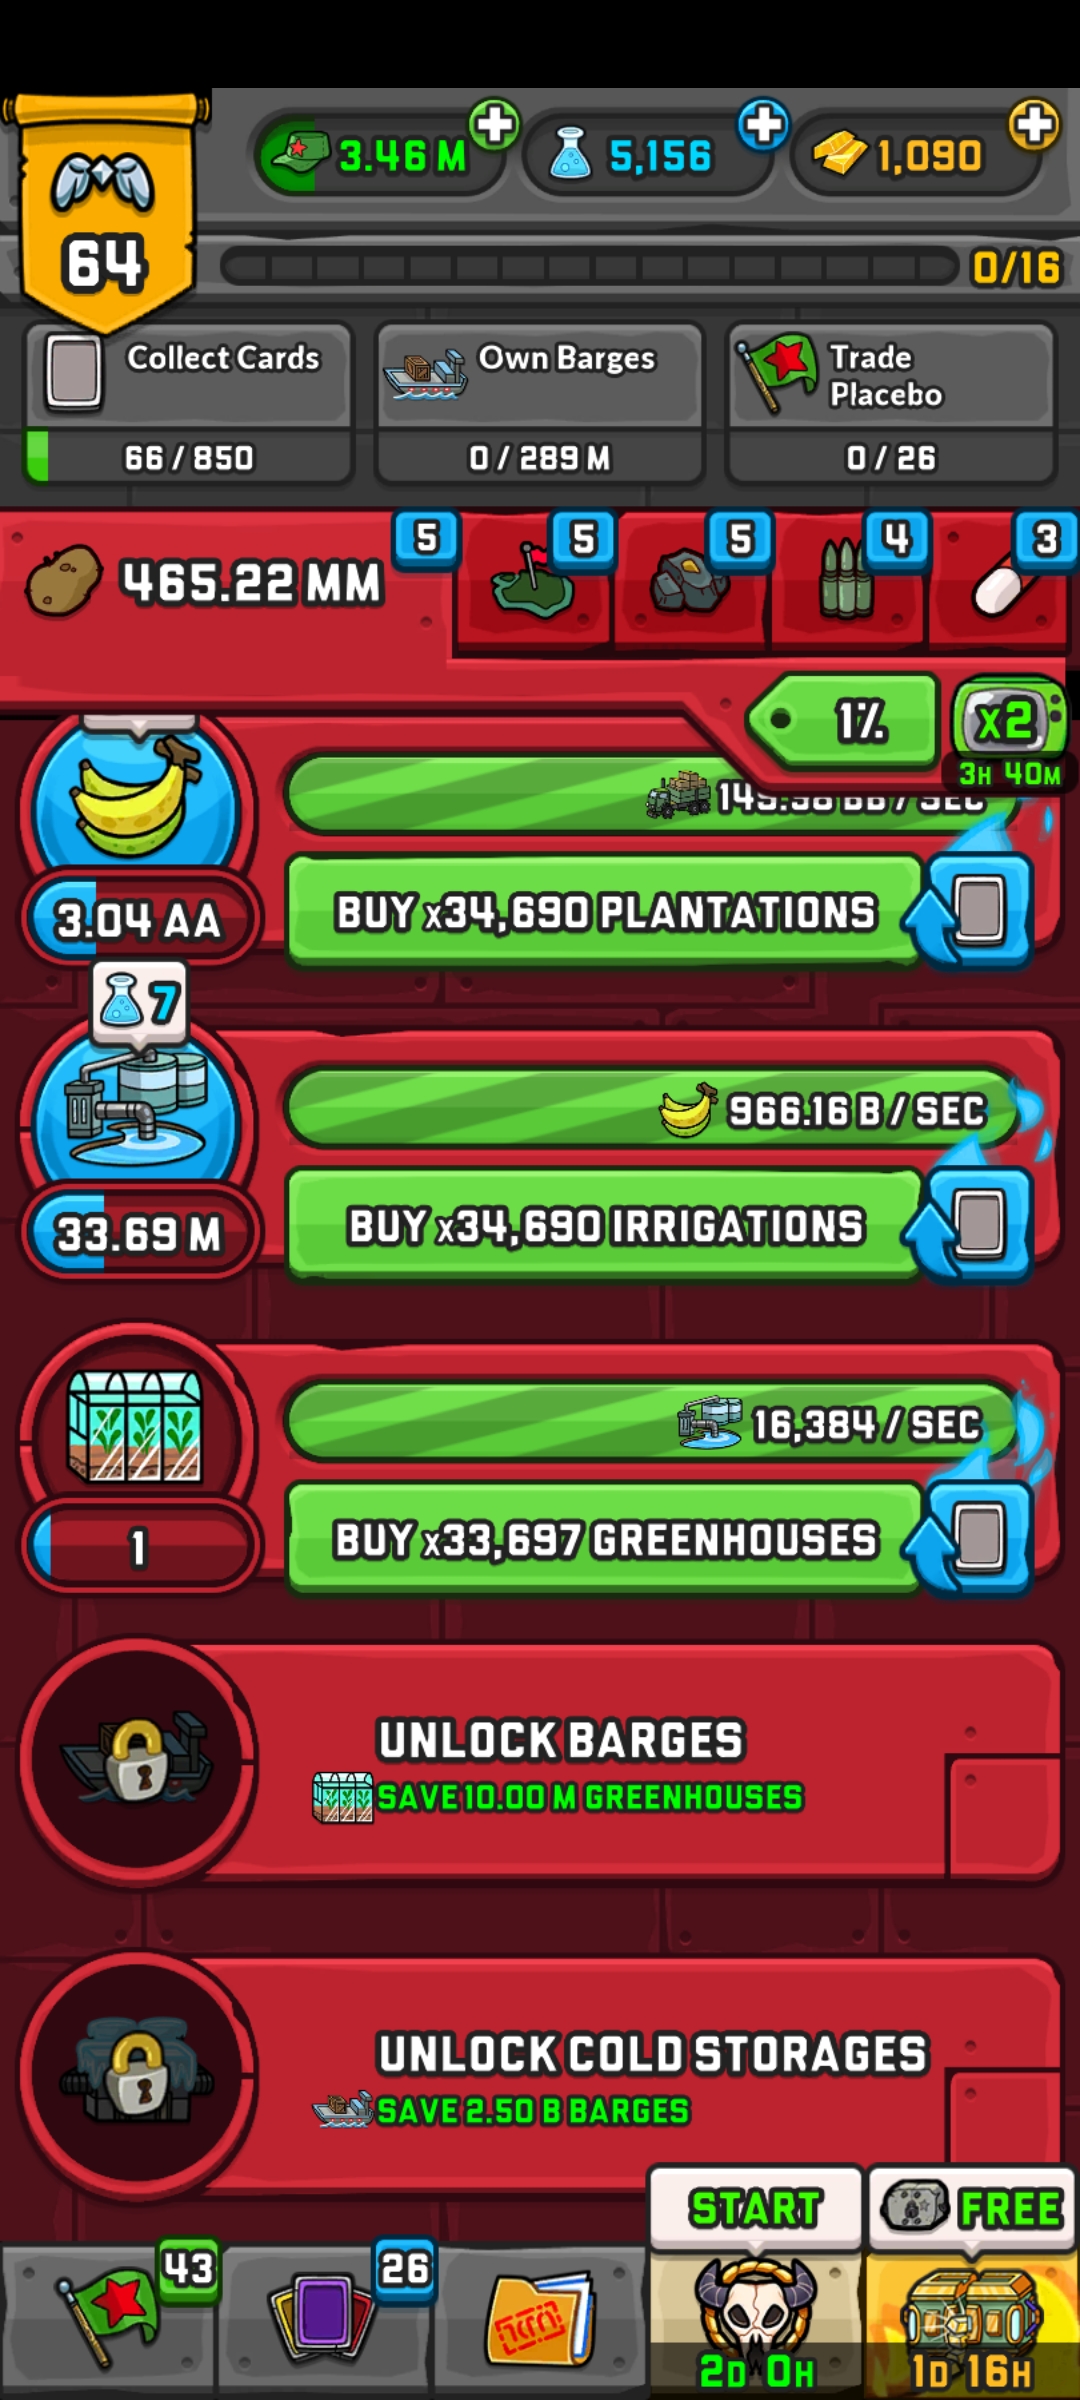 3.46 M
5,156
1,090
64
0/16
Collect Cards
66 / 850
Own Barges
0 / 289 M
Trade
Placebo
0 / 26
465.22 MM
5
5
5
4
3
1%
x2
3H 40M
BB / SEC
3.04 AA
BUY x34,690 PLANTATIONS
7
966.16 B / SEC
33.69 M
BUY x34,690 IRRIGATIONS
16,384 / SEC
1
BUY x33,697 GREENHOUSES
UNLOCK BARGES
SAVE 10.00 M GREENHOUSES
UNLOCK COLD STORAGES
SAVE 2.50 B BARGES
START
FREE
43
26
2D 0H
1D 16H